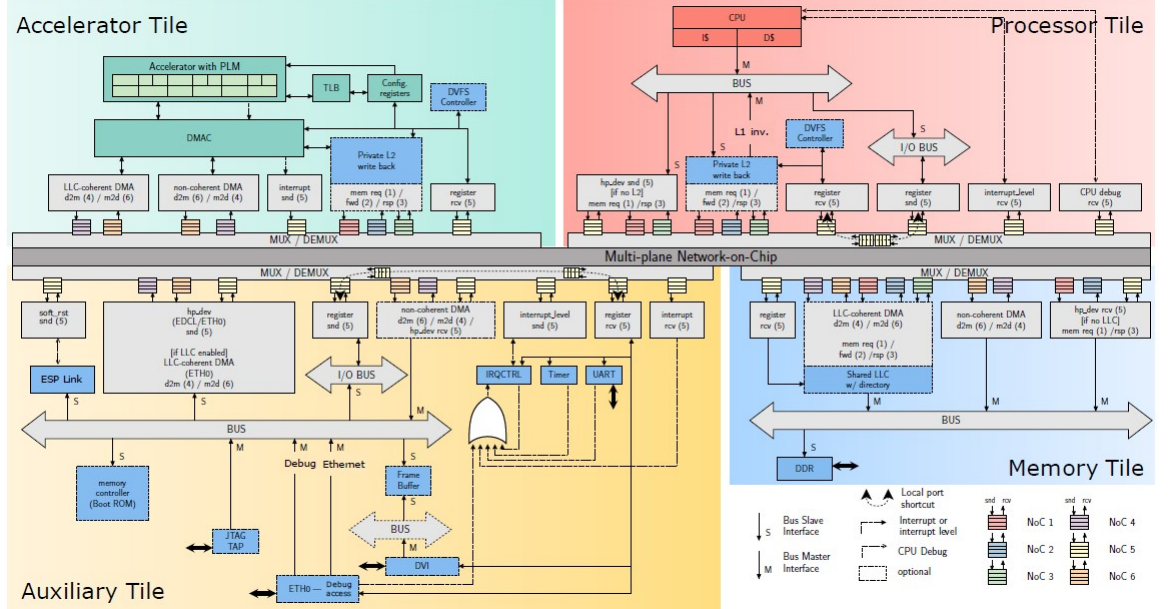 Accelerator Tile
Accelerator with PLM
TLB
Config.
registers
DVFS
Controller
DMAC
Private L2
write back
LLC-coherent DMA
d2m (4) / m2d (6)
non-coherent DMA
d2m (6) / m2d (4)
interrupt
snd (5)
mem req (1) /
fwd (2) /rsp (3)
register
rcv (5)
MUX / DEMUX
Processor Tile
CPU
I$
D$
M
BUS
M
L1 inv.
S
S
S
DVFS
Controller
I/O BUS
S
hp_dev snd (5)
[if no L2]
mem req (1) /rsp (3)
Private L2
write back
mem req (1) /
fwd (2) /rsp (3)
register
rcv (5)
register
snd (5)
interrupt_level
rcv (5)
CPU debug
rcv (5)
MUX / DEMUX
Multi-plane Network-on-Chip
MUX / DEMUX
soft_rst
snd (5)
hp_dev
(EDCL/ETH0)
snd (5)
[if LLC enabled]
LLC-coherent DMA
(ETH0)
d2m (4) / m2d (6)
register
snd (5)
non-coherent DMA
d2m (6) / m2d (4) /
hp_dev rcv (5)
interrupt_level
snd (5)
register
rcv (5)
interrupt
rcv (5)
ESP Link
I/O BUS
IRQCTRL
Timer
UART
S
S
S
M
BUS
S
M
M
M
S
Debug
Ethernet
memory
controller
(Boot ROM)
Frame
Buffer
S
BUS
M
JTAG
TAP
DVI
ETH0 — Debug
access
Auxiliary Tile
MUX / DEMUX
register
rcv (5)
LLC-coherent DMA
d2m (4) / m2d (6)
mem req (1) /
fwd (2) /rsp (3)
Shared LLC
w/ directory
non-coherent DMA
d2m (6) / m2d (4)
hp_dev rcv (5)
[if no LLC]
mem req (1) /rsp (3)
M
M
M
BUS
S
DDR
Memory Tile
S
Bus Slave
Interface
M
Bus Master
Interface
Local port
shortcut
Interrupt or
interrupt level
CPU Debug
optional
snd rcv
NoC 1
NoC 2
NoC 3
snd rcv
NoC 4
NoC 5
NoC 6